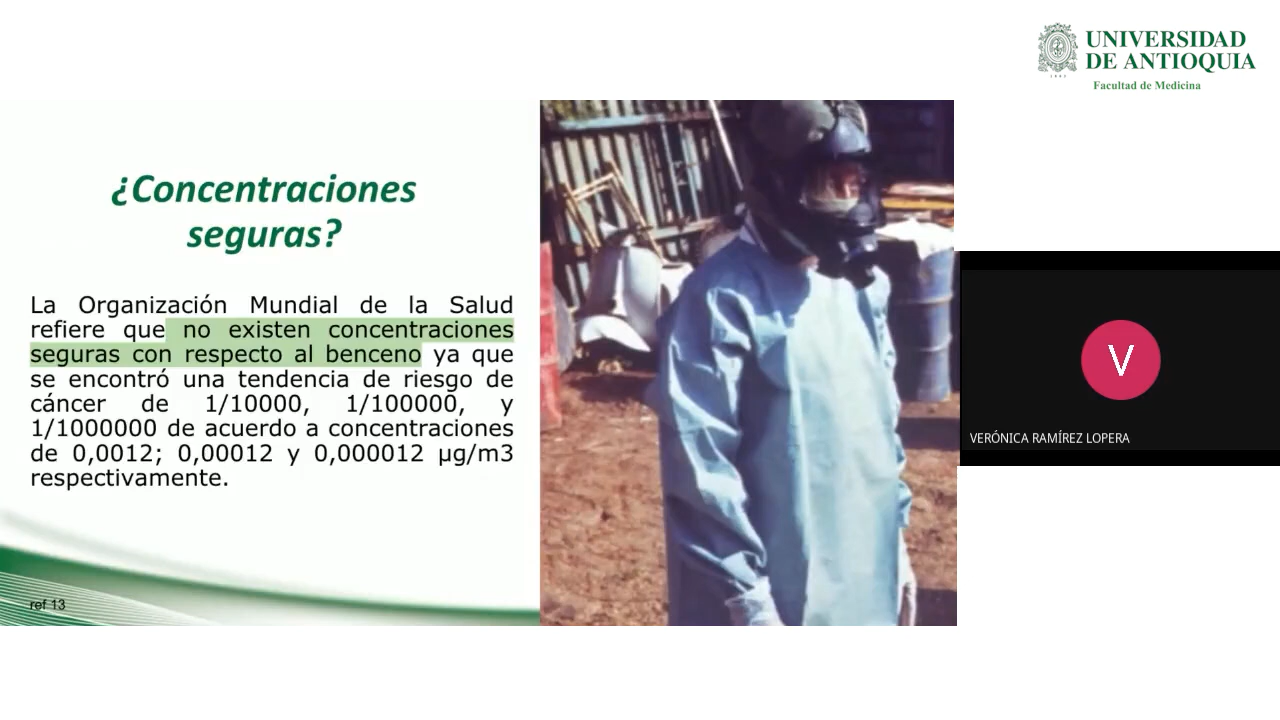 UNIVERSIDAD
DE ANTIOQUIA
Facultad de Medicina
¿Concentraciones
seguras?
La Organización Mundial de la Salud
refiere que no existen concentraciones
seguras con respecto al benceno ya que
se encontró una tendencia de riesgo de
cáncer de 1/10000, 1/100000, y
1/1000000 de acuerdo a concentraciones
de 0,0012; 0,00012 y 0,000012 µg/m3
respectivamente.
ref 13
V
VERÓNICA RAMÍREZ LOPERA